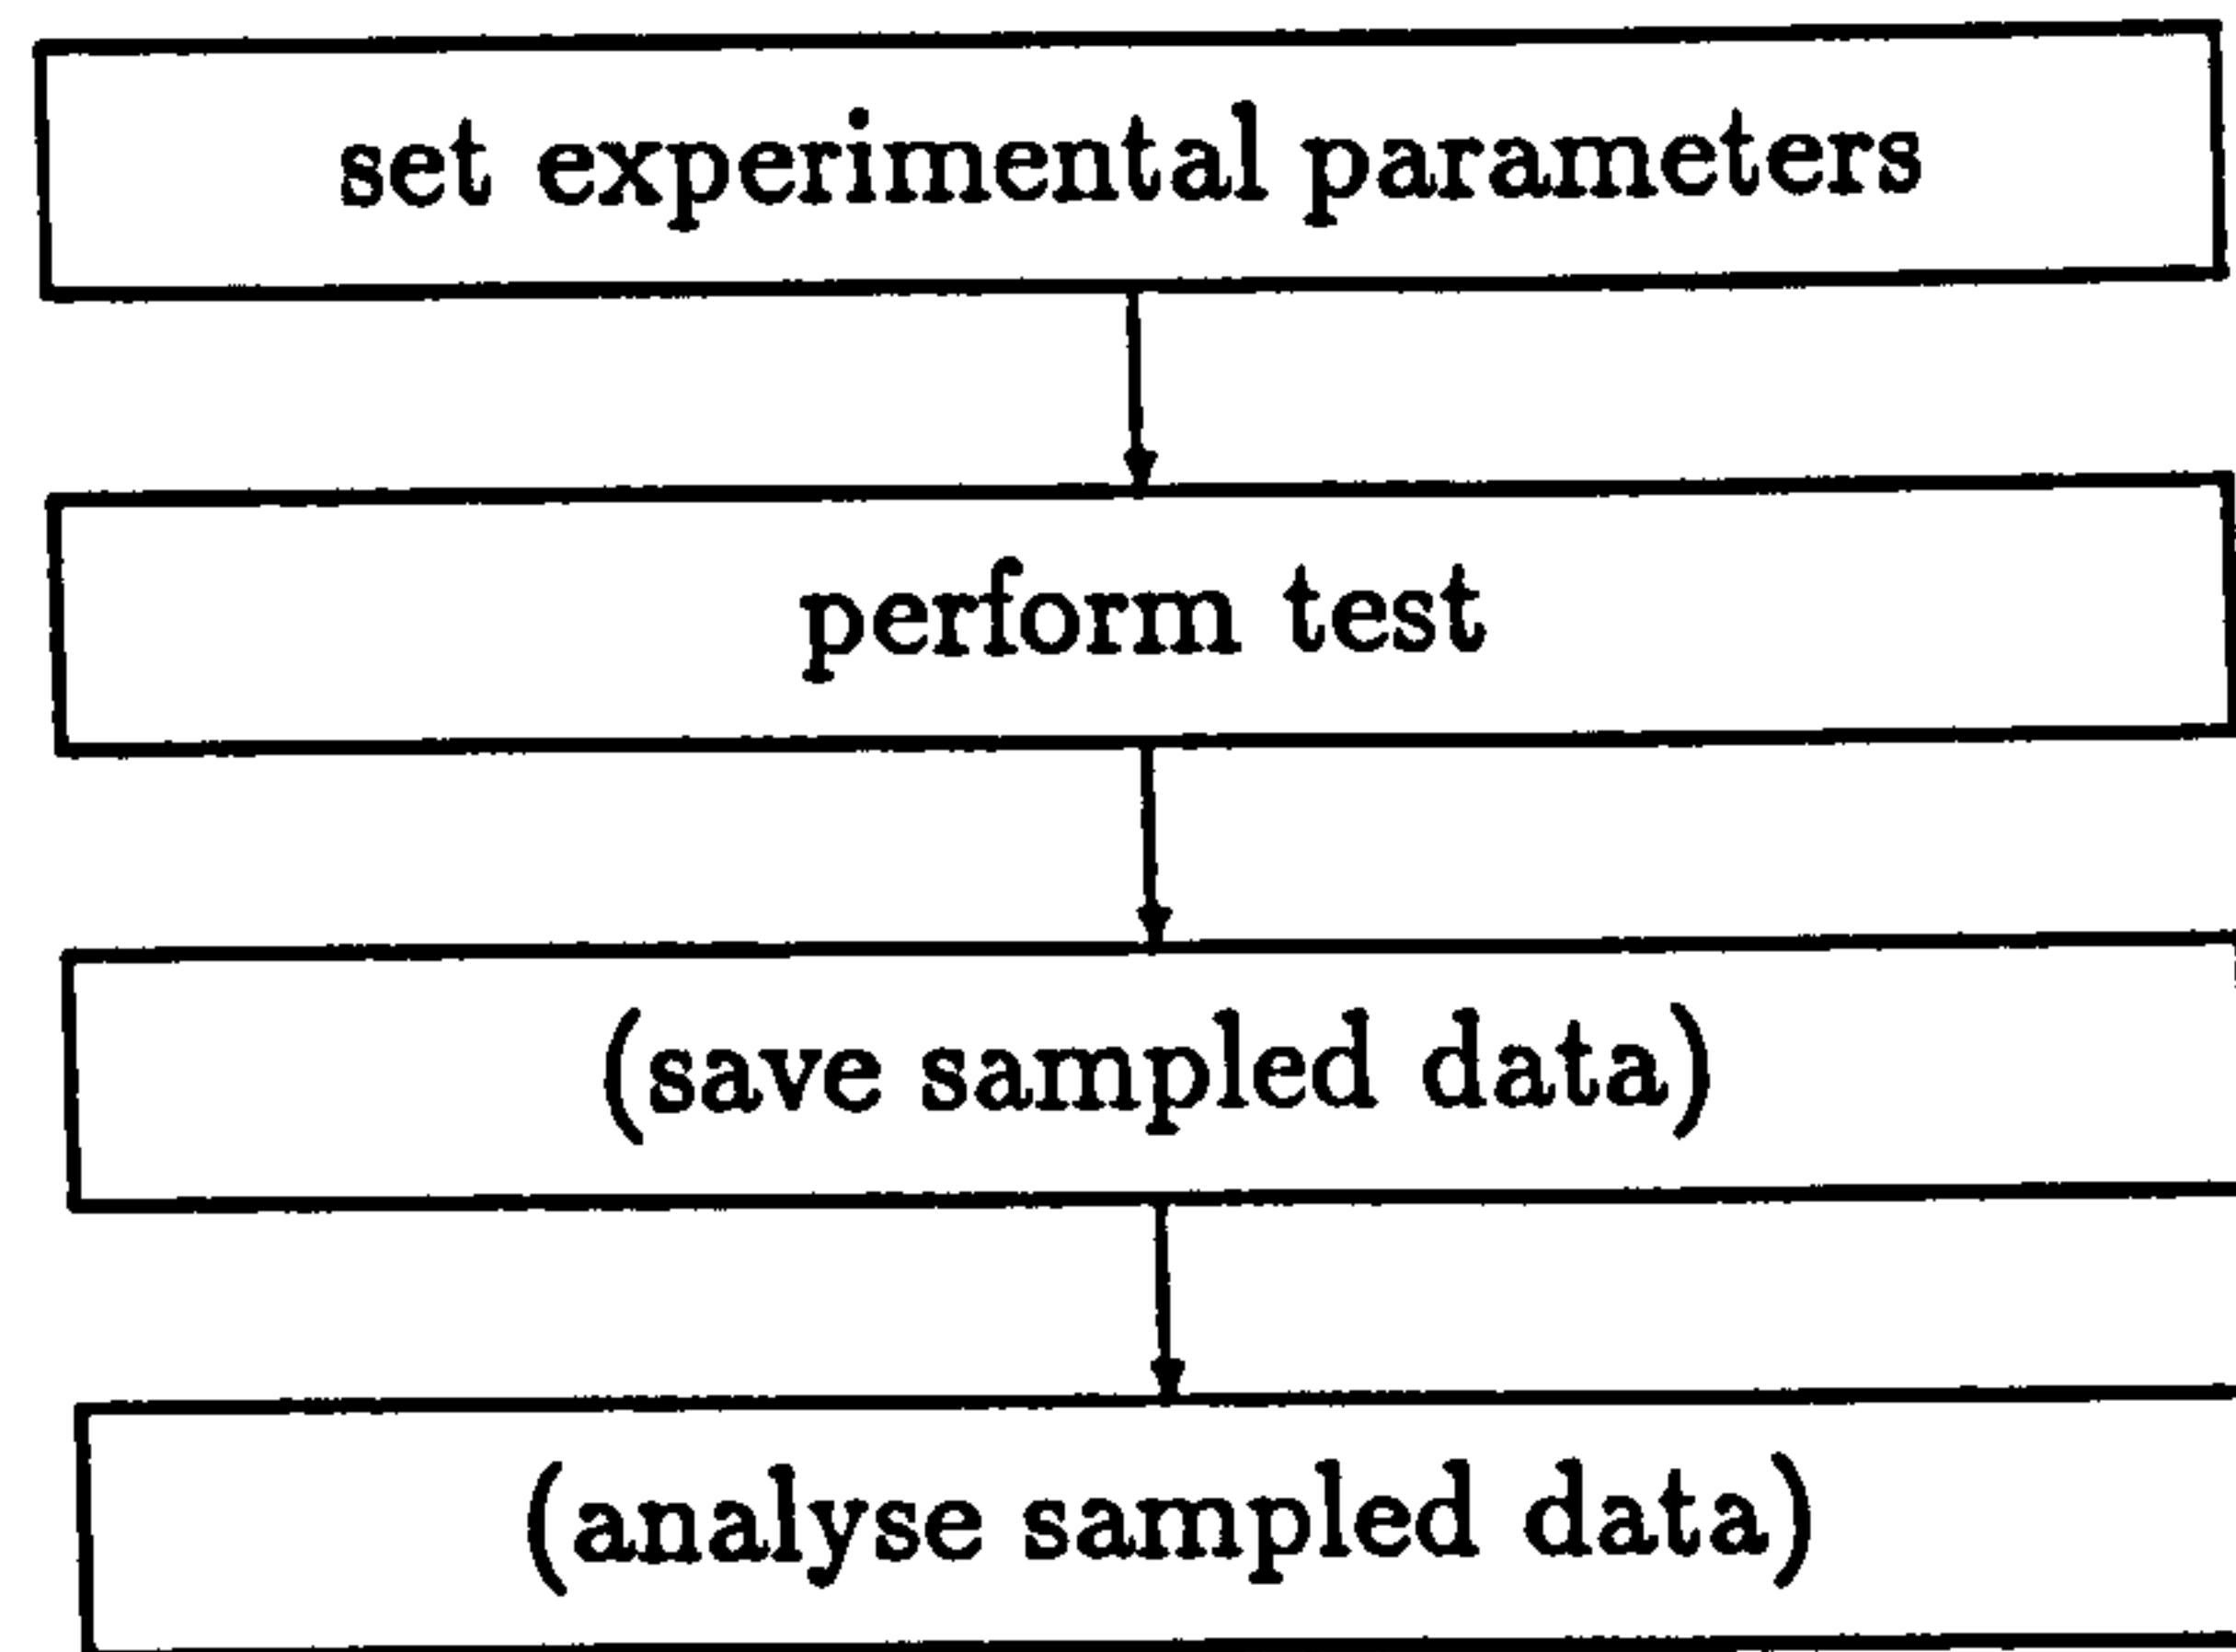 set experimental parameters
perform test
(save sampled data)
(analyse sampled data)